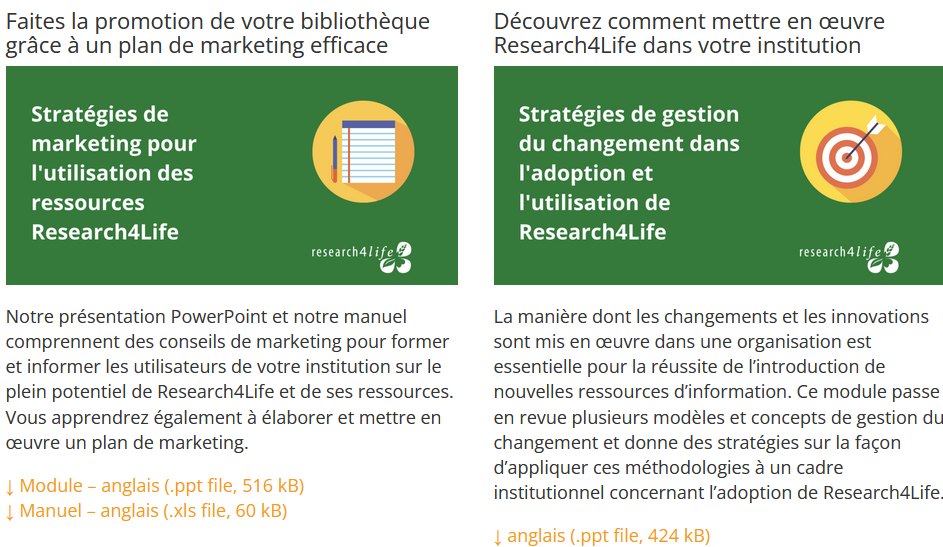 Faites la promotion de votre bibliothèque
grâce à un plan de marketing efficace
Stratégies de
marketing pour
l'utilisation des
ressources
Research4Life
research4life
Notre présentation PowerPoint et notre manuel
comprennent des conseils de marketing pour former
et informer les utilisateurs de votre institution sur le
plein potentiel de Research4Life et de ses ressources.
Vous apprendrez également à élaborer et mettre en
œuvre un plan de marketing.
↓ Module – anglais (.ppt file, 516 kB)
↓ Manuel – anglais (.xls file, 60 kB)
Découvrez comment mettre en œuvre
Research4Life dans votre institution
Stratégies de gestion
du changement dans
l'adoption et
l'utilisation de
Research4Life
research4life
La manière dont les changements et les innovations
sont mis en œuvre dans une organisation est
essentielle pour la réussite de l’introduction de
nouvelles ressources d’information. Ce module passe
en revue plusieurs modèles et concepts de gestion du
changement et donne des stratégies sur la façon
d’appliquer ces méthodologies à un cadre
institutionnel concernant l’adoption de Research4Life.
↓ anglais (.ppt file, 424 kB)